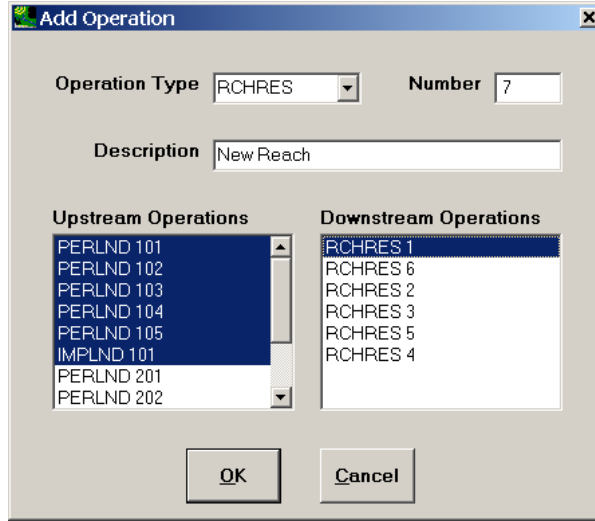 Add Operation
Operation Type RCHRES Number 7
Description New Reach
Upstream Operations Downstream Operations
PERLND 101 RCHRES 1
PERLND 102 RCHRES 6
PERLND 103 RCHRES 2
PERLND 104 RCHRES 3
PERLND 105 RCHRES 5
IMPLND 101 RCHRES 4
PERLND 201
PERLND 202
OK Cancel